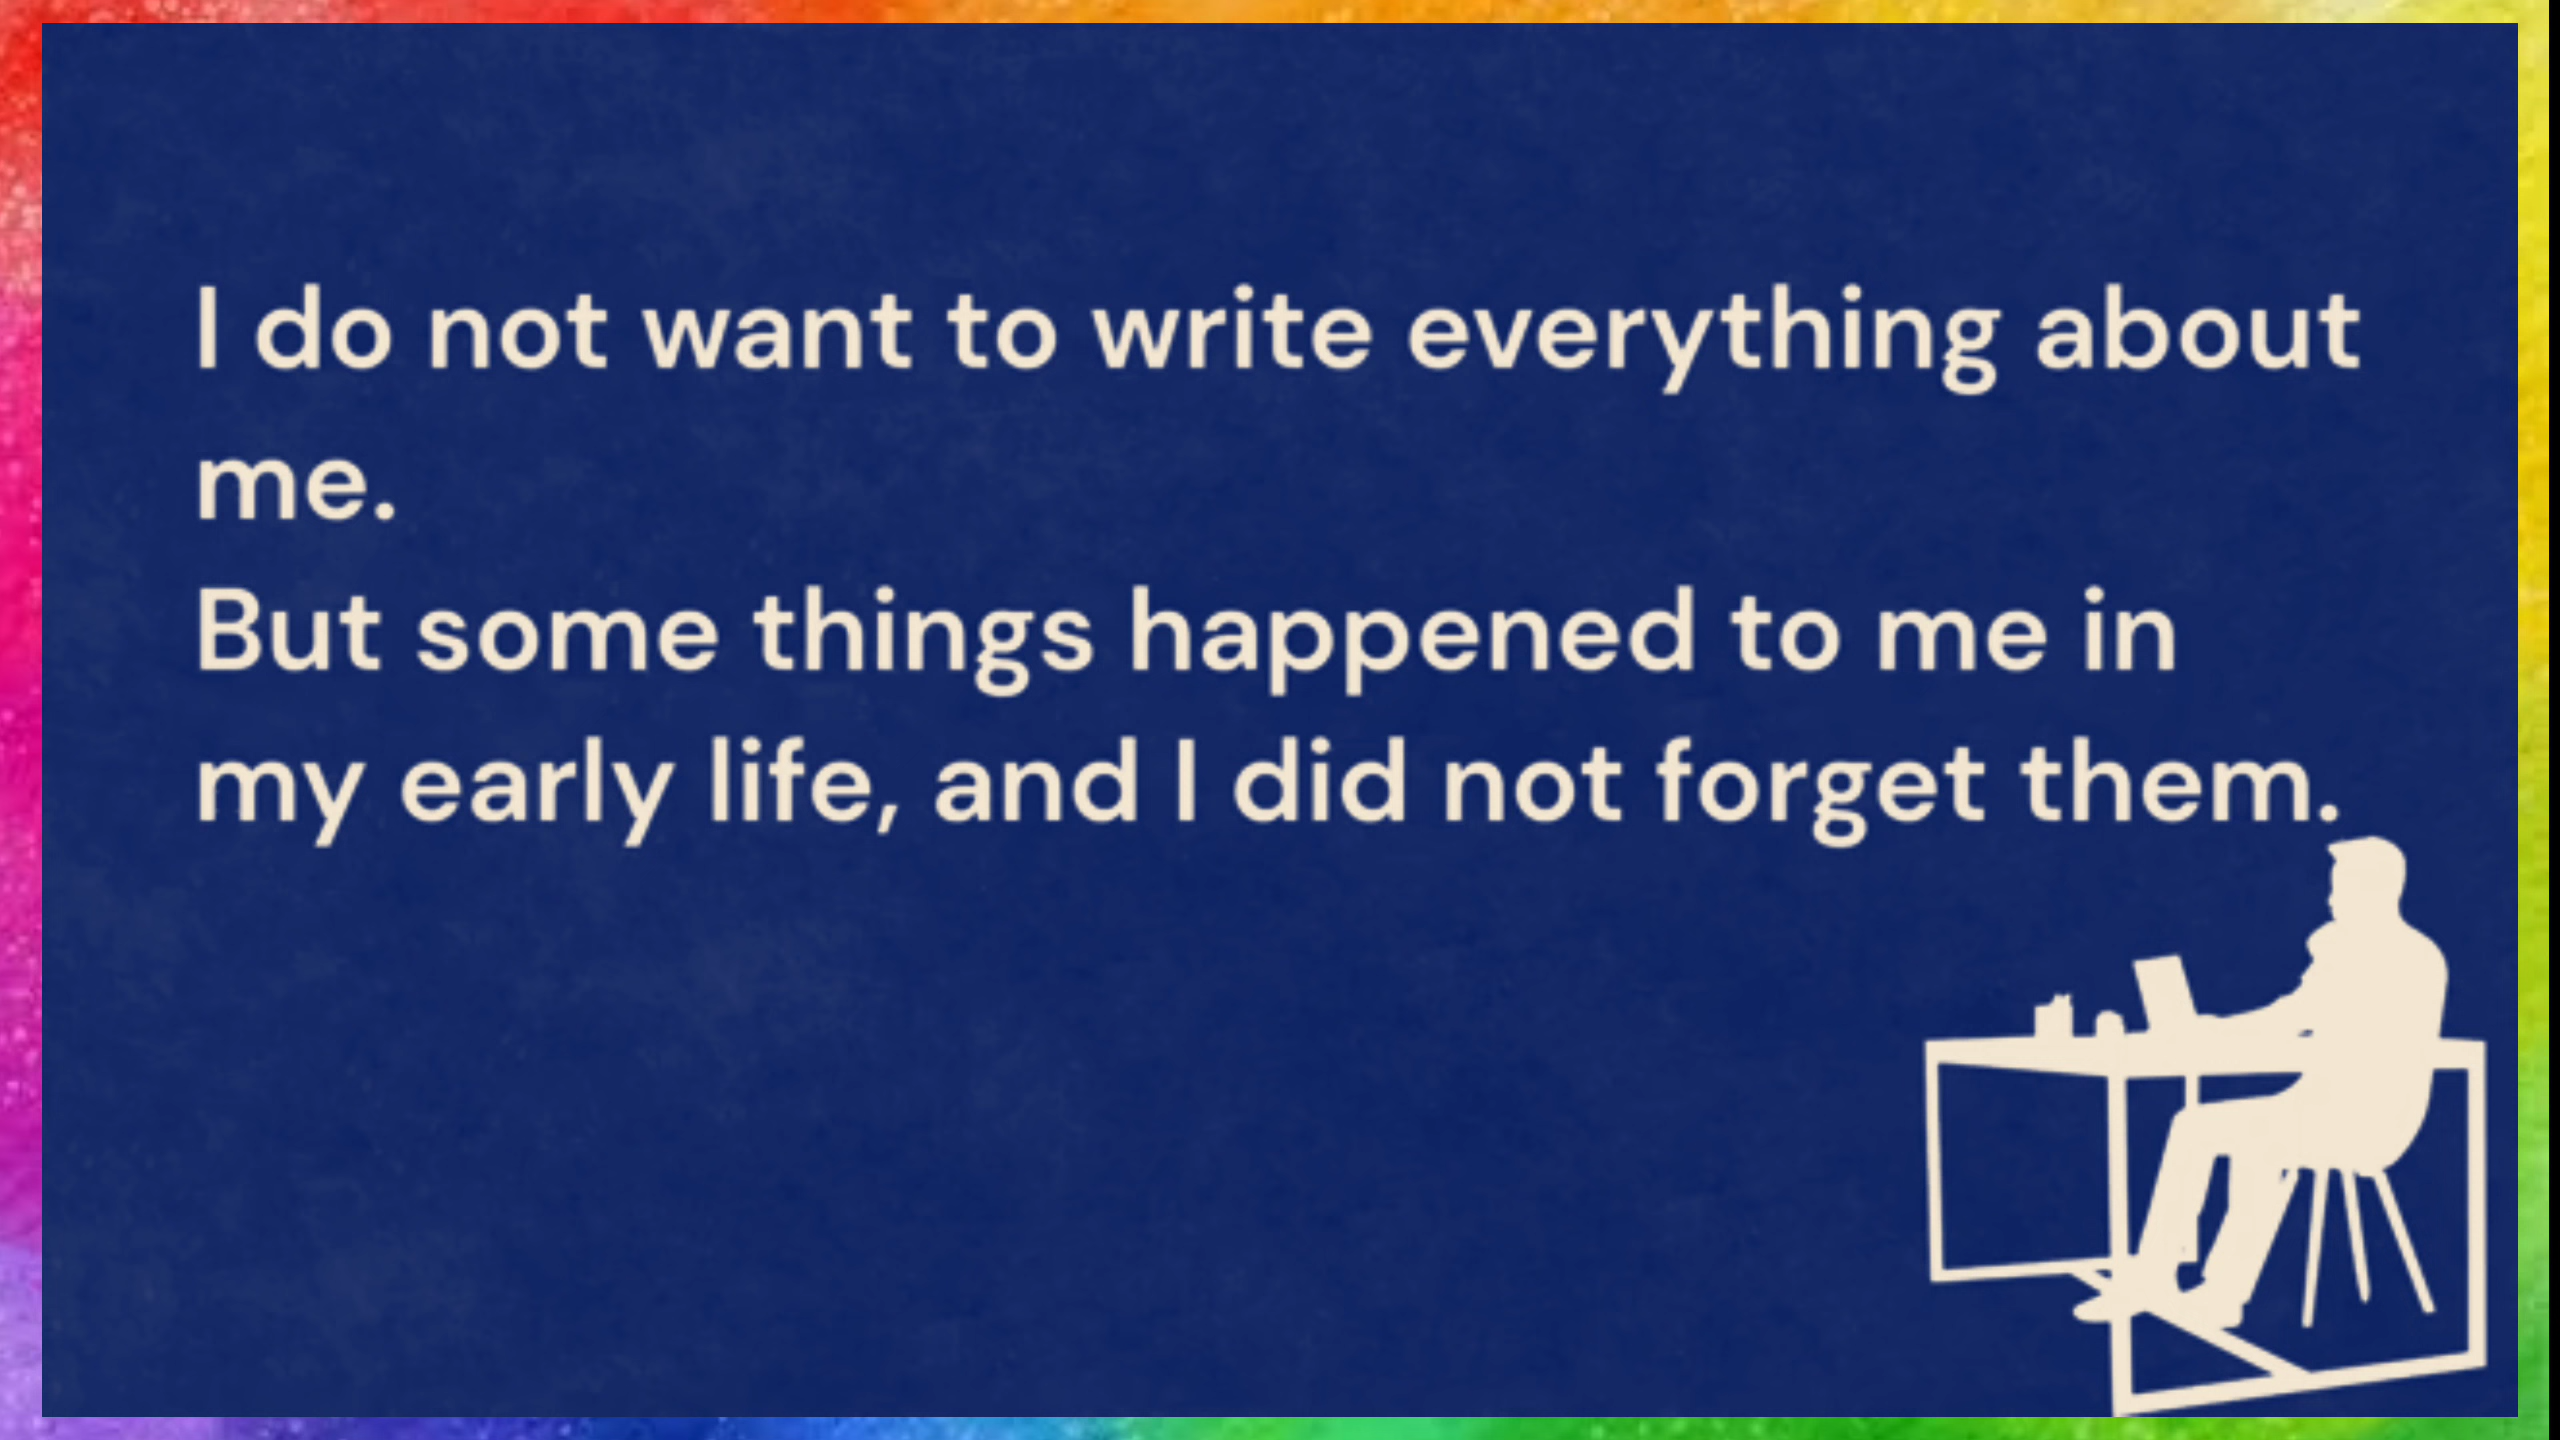 I do not want to write everything about
me.
But some things happened to me in
my early life, and I did not forget them.